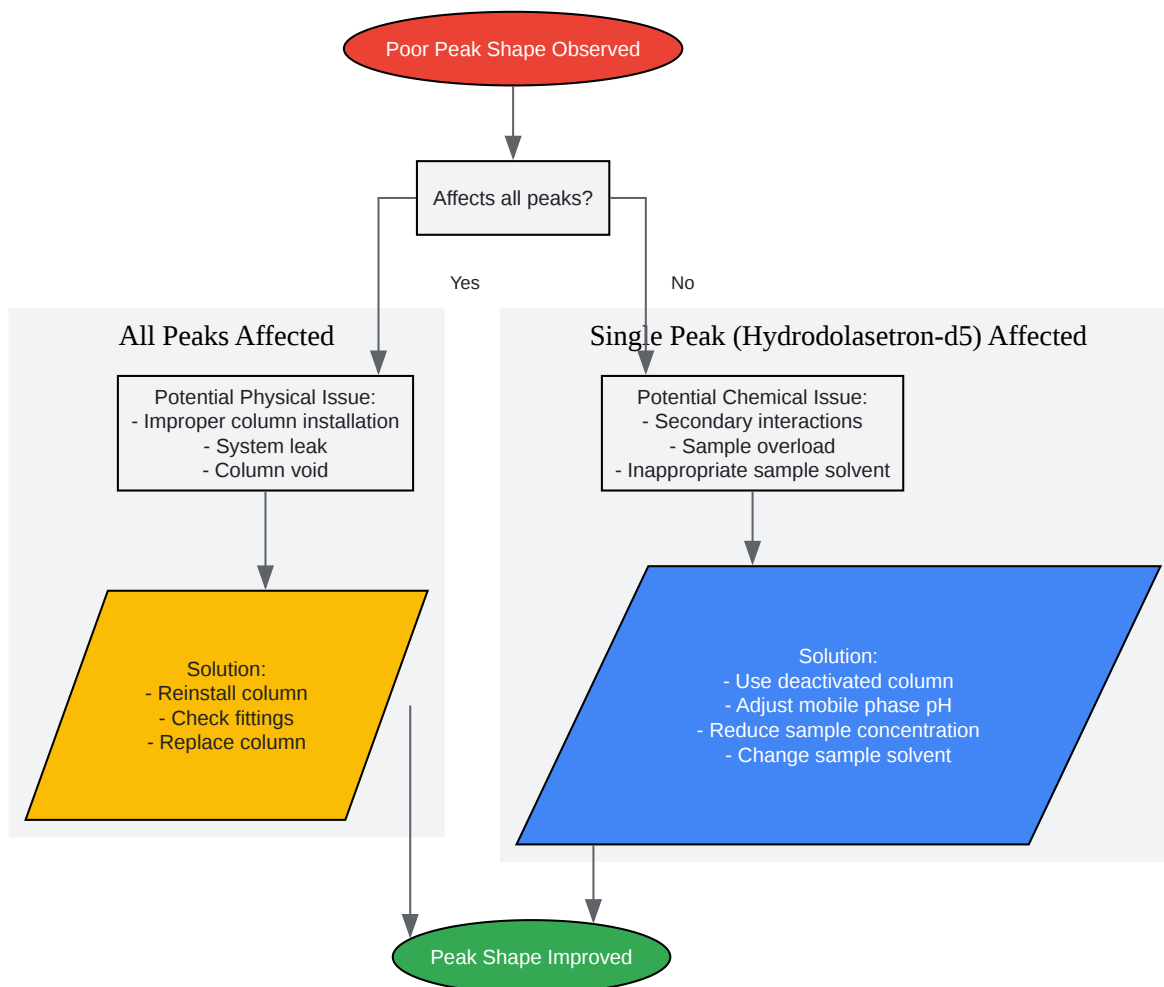 Poor Peak Shape Observed
Affects all peaks?
Yes
No
All Peaks Affected
Potential Physical Issue:
- Improper column installation
- System leak
- Column void
Solution:
- Reinstall column
- Check fittings
- Replace column
Single Peak (Hydrodolasetron-d5) Affected
Potential Chemical Issue:
- Secondary interactions
- Sample overload
- Inappropriate sample solvent
Solution:
- Use deactivated column
- Adjust mobile phase pH
- Reduce sample concentration
- Change sample solvent
Peak Shape Improved